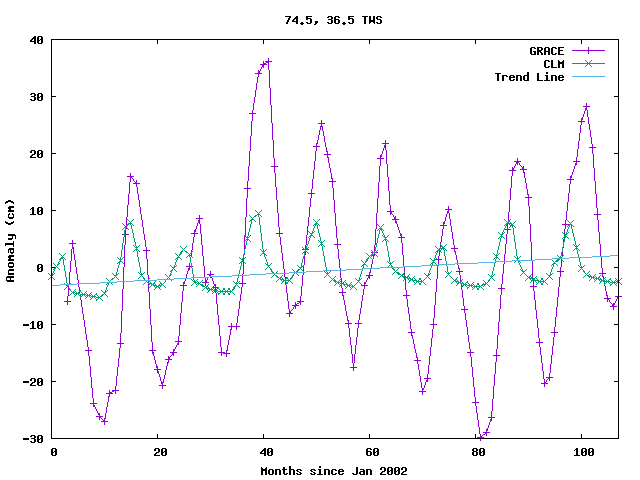 74.5, 36.5 TWS
GRACE
CLM
Trend Line
40
30
20
10
0
-10
-20
-30
Anomaly (cm)
0 20 40 60 80 100
Months since Jan 2002